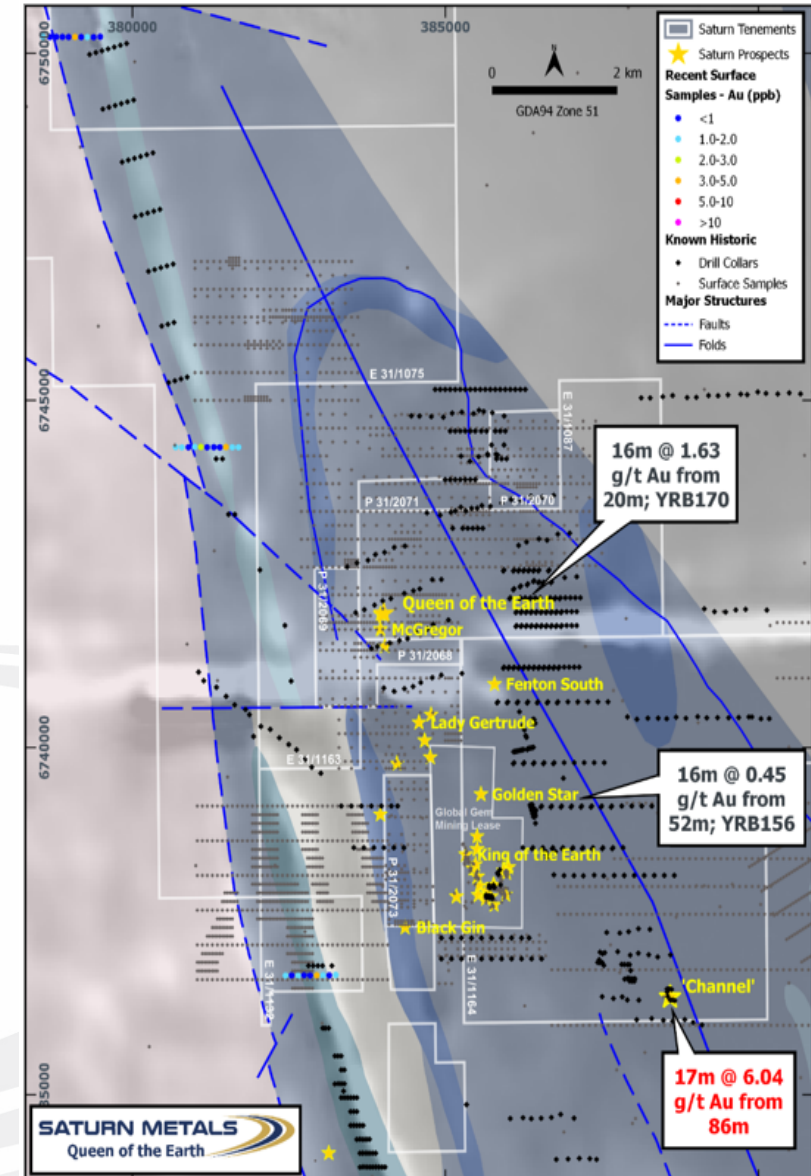 380000
385000
6750000
6745000
6740000
35000
Saturn Tenements
Saturn Prospects
Recent Surface
Samples - Au (ppb)
<1
1.0-2.0
2.0-3.0
3.0-5.0
5.0-10
>10
Known Historic
Drill Collars
Surface Samples
Major Structures
Faults
Folds
N
0 2 km
GDA94 Zone 51
E 31/1075
E 31/1087
16m @ 1.63
g/t Au from
20m; YRB170
P 31/2071
P 31/2070
P 31/2069
Queen of the Earth
McGregor
P 31/2068
Fenton South
Lady Gertrude
E 31/1163
Golden Star
16m @ 0.45
g/t Au from
52m; YRB156
Global Gem
Mining Lease
King of the Earth
P 31/2073
Black Gin
E 31/1164
'Channel'
17m @ 6.04
g/t Au from
86m
SATURN METALS
Queen of the Earth